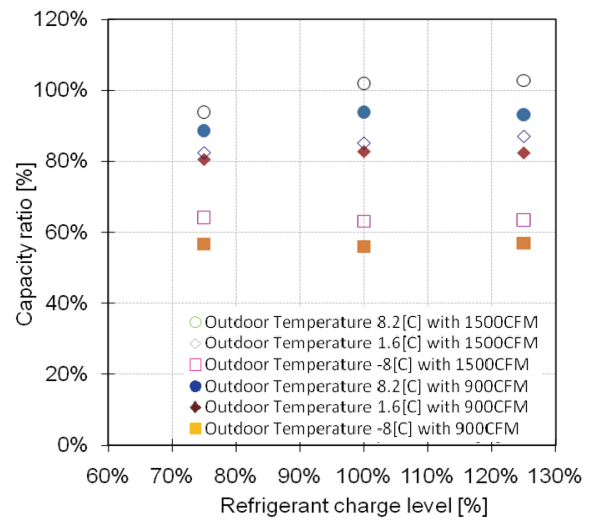 120%
100%
80%
60%
40%
20%
0%
Capacity ratio [%]
Outdoor Temperature 8.2[C] with 1500CFM
Outdoor Temperature 1.6[C] with 1500CFM
Outdoor Temperature -8[C] with 1500CFM
Outdoor Temperature 8.2[C] with 900CFM
Outdoor Temperature 1.6[C] with 900CFM
Outdoor Temperature -8[C] with 900CFM
60% 70% 80% 90% 100% 110% 120% 130%
Refrigerant charge level [%]